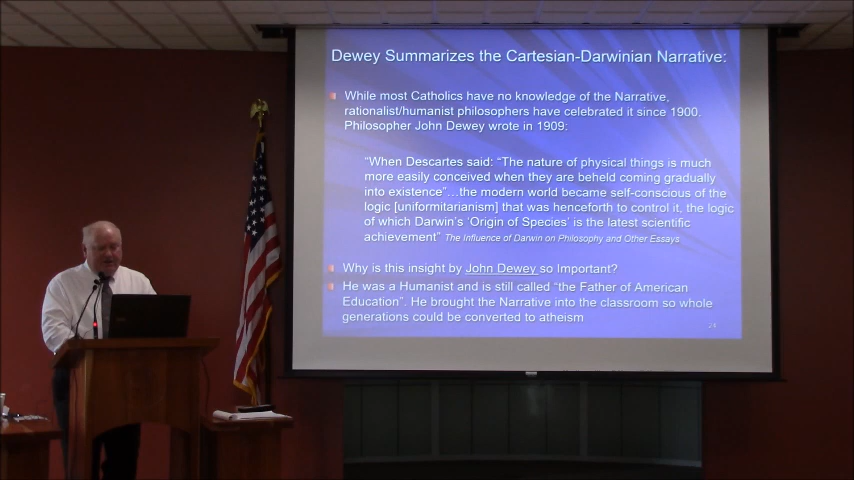 Dewey Summarizes the Cartesian-Darwinian Narrative:
While most Catholics have no knowledge of the Narrative,
rationalist/humanist philosophers have celebrated it since 1900.
Philosopher John Dewey wrote in 1909:
“When Descartes said: “The nature of physical things is much
more easily conceived when they are beheld coming gradually
into existence”…the modern world became self-conscious of the
logic [uniformitarianism] that was henceforth to control it, the logic
of which Darwin’s ‘Origin of Species’ is the latest scientific
achievement” The Influence of Darwin on Philosophy and Other Essays
Why is this insight by John Dewey so Important?
He was a Humanist and is still called “the Father of American
Education”. He brought the Narrative into the classroom so whole
generations could be converted to atheism